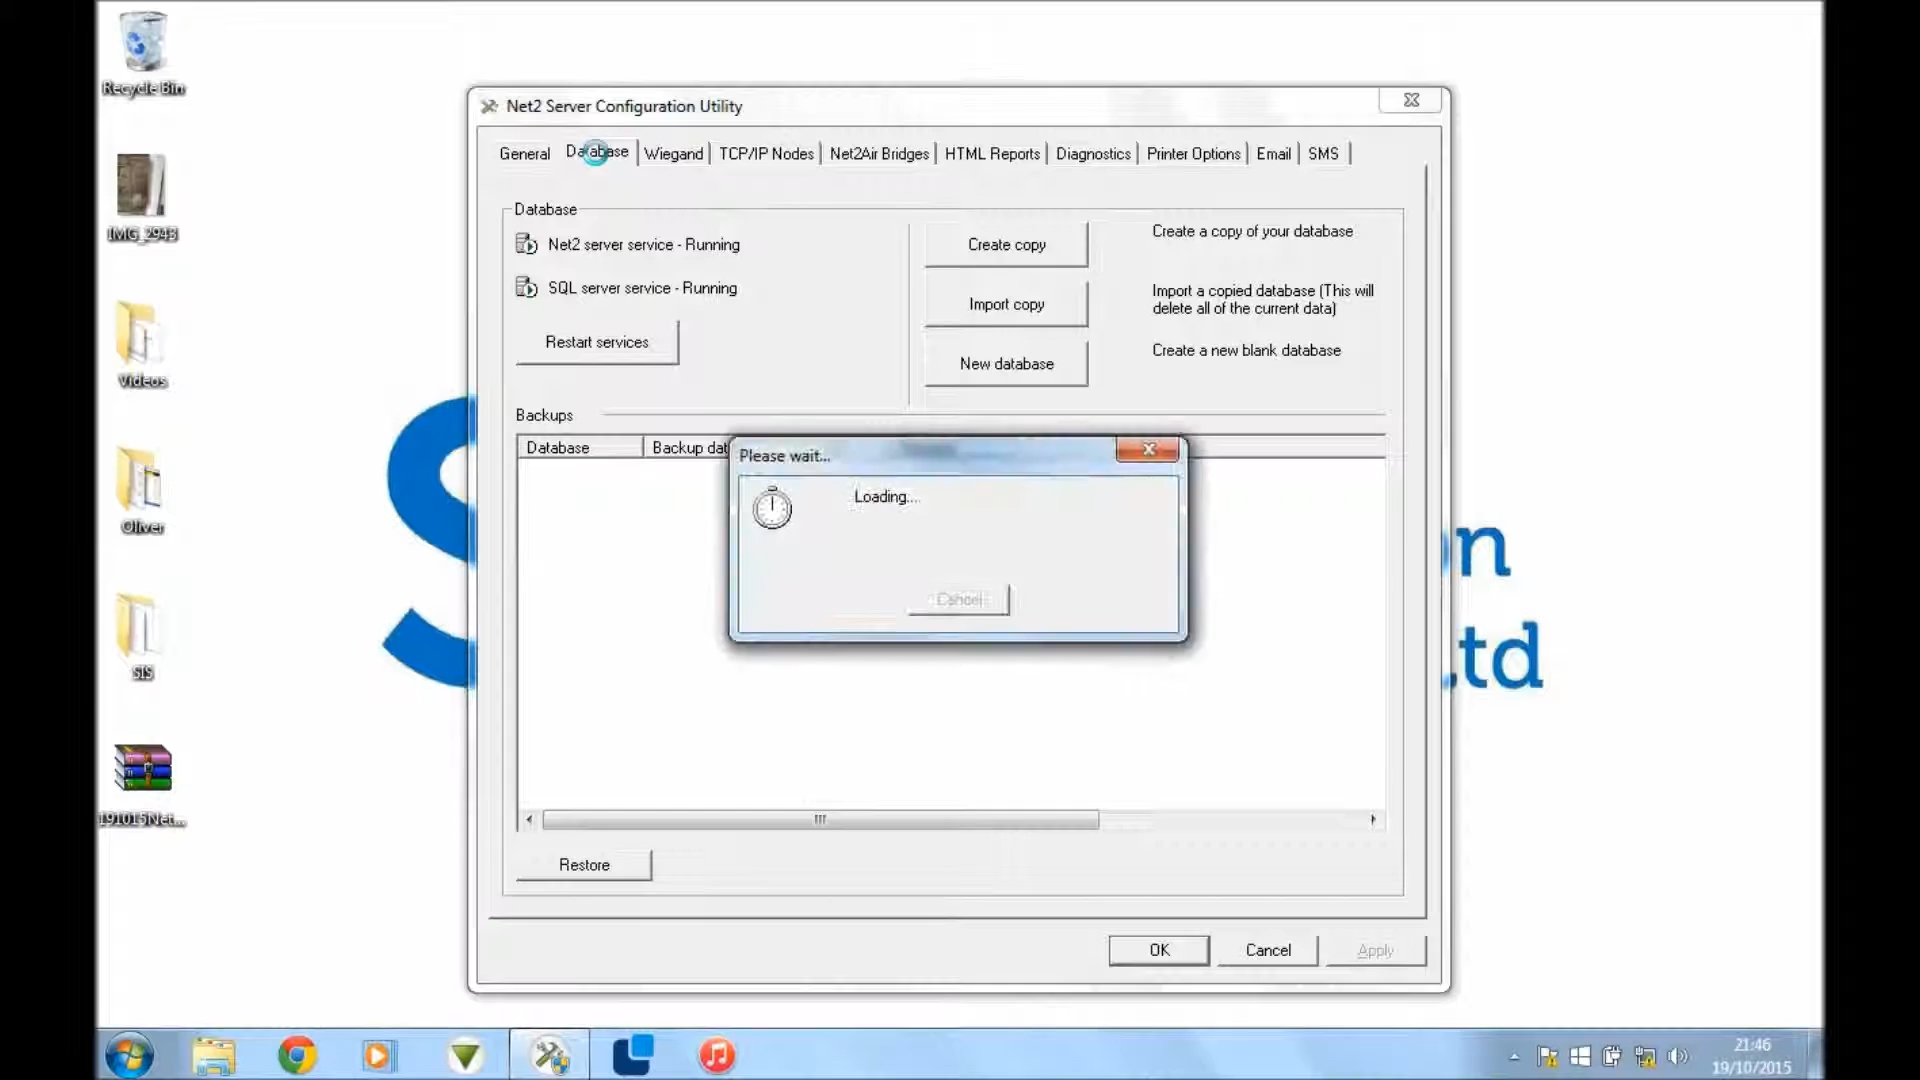 Recycle Bin
IMG_2943
Videos
Oliver
SIS
191015Net...
Net2 Server Configuration Utility
General
Database
Wiegand
TCP/IP Nodes
Net2Air Bridges
HTML Reports
Diagnostics
Printer Options
Email
SMS
Database
Net2 server service - Running
SQL server service - Running
Restart services
Create copy
Create a copy of your database
Import copy
Import a copied database (This will
delete all of the current data)
New database
Create a new blank database
Backups
Database
Backup dat
Please wait...
Loading...
Cancel
Restore
OK
Cancel
Apply
S
n
td
21:46
19/10/2015